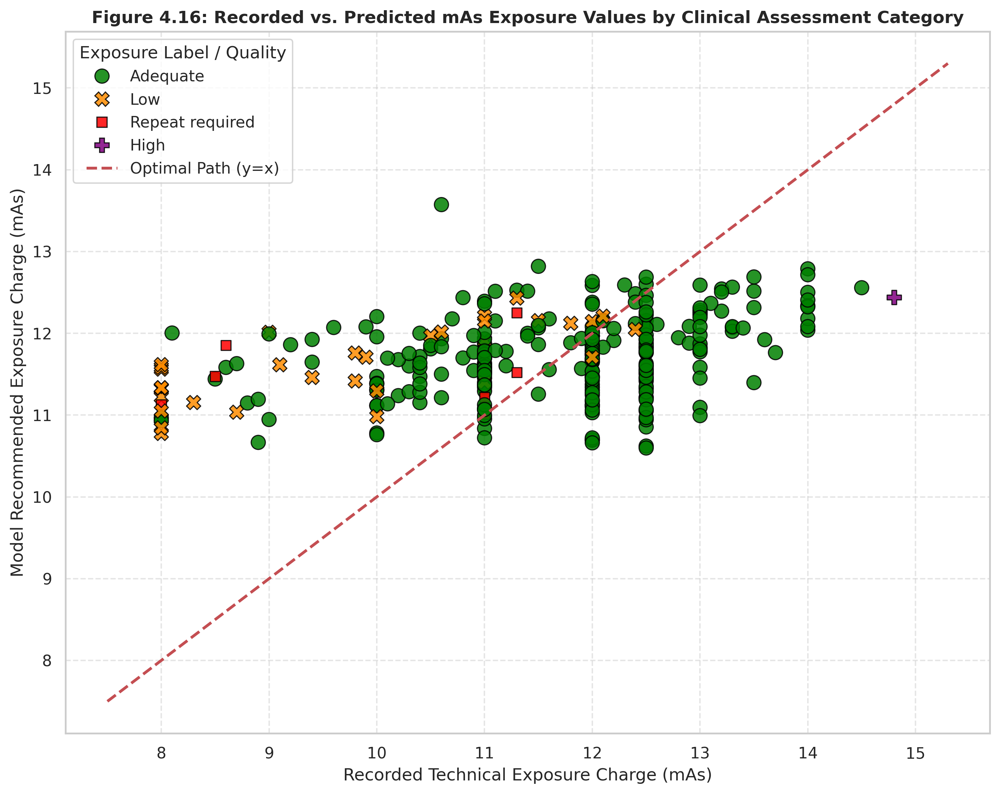 Figure 4.16: Recorded vs. Predicted mAs Exposure Values by Clinical Assessment Category
Exposure Label / Quality
Adequate
Low
Repeat required
High
Optimal Path (y=x)
Model Recommended Exposure Charge (mAs)
15
14
13
12
11
10
9
8
8
9
10
11
12
13
14
15
Recorded Technical Exposure Charge (mAs)